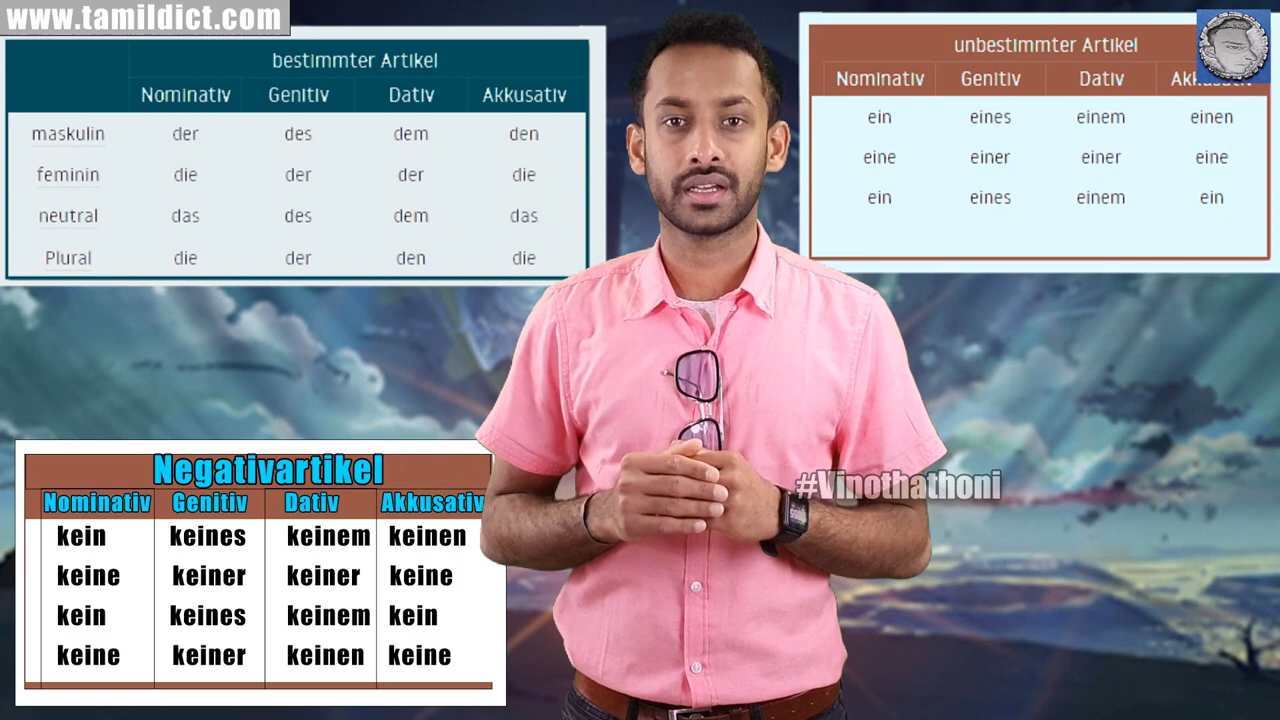 www.tamildict.com
bestimmter Artikel
Nominativ Genitiv Dativ Akkusativ
maskulin der des dem den
feminin die der der die
neutral das des dem das
Plural die der den die
unbestimmter Artikel
Nominativ Genitiv Dativ Akkusativ
ein eines einem einen
eine einer einer eine
ein eines einem ein
Negativartikel
Nominativ Genitiv Dativ Akkusativ
kein keines keinem keinen
keine keiner keiner keine
kein keines keinem kein
keine keiner keinen keine
#Vinothathoni